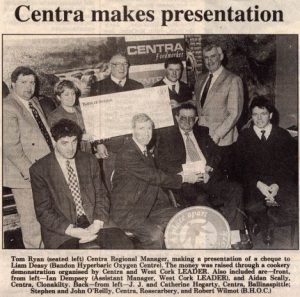 Centra makes presentation
CENTRA
Foodmarket
Tom Ryan (seated left) Centra Regional Manager, making a presentation of a cheque to
Liam Deasy (Bandon Hyperbaric Oxygen Centre). The money was raised through a cookery
demonstration organised by Centra and West Cork LEADER. Also included are—front,
from left—Ian Dempsey (Assistant Manager, West Cork LEADER), and Aidan Scally,
Centra, Clonakilty. Back—from left—J. J. and Catherine Hegarty, Centra, Ballinspittle;
Stephen and John O'Reilly, Centra, Rosscarbery, and Robert Wilmot (B.H.O.C.)